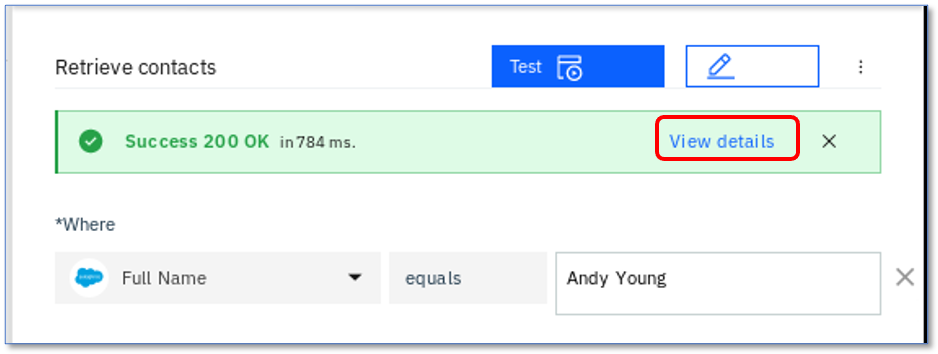 Retrieve contacts
Test
Success 200 OK in 784 ms.
View details
*Where
Full Name
equals
Andy Young